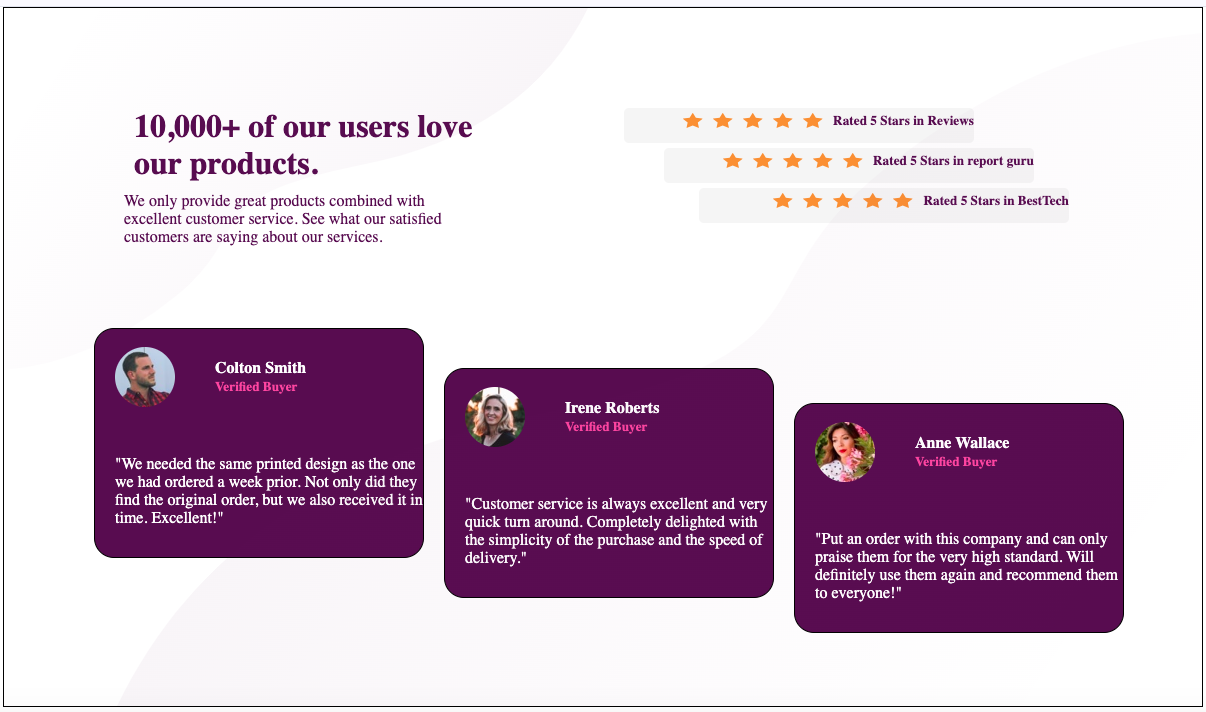 10,000+ of our users love
our products.
We only provide great products combined with
excellent customer service. See what our satisfied
customers are saying about our services.
Rated 5 Stars in Reviews
Rated 5 Stars in report guru
Rated 5 Stars in BestTech
Colton Smith
Verified Buyer
"We needed the same printed design as the one
we had ordered a week prior. Not only did they
find the original order, but we also received it in
time. Excellent!"
Irene Roberts
Verified Buyer
"Customer service is always excellent and very
quick turn around. Completely delighted with
the simplicity of the purchase and the speed of
delivery."
Anne Wallace
Verified Buyer
"Put an order with this company and can only
praise them for the very high standard. Will
definitely use them again and recommend them
to everyone!"